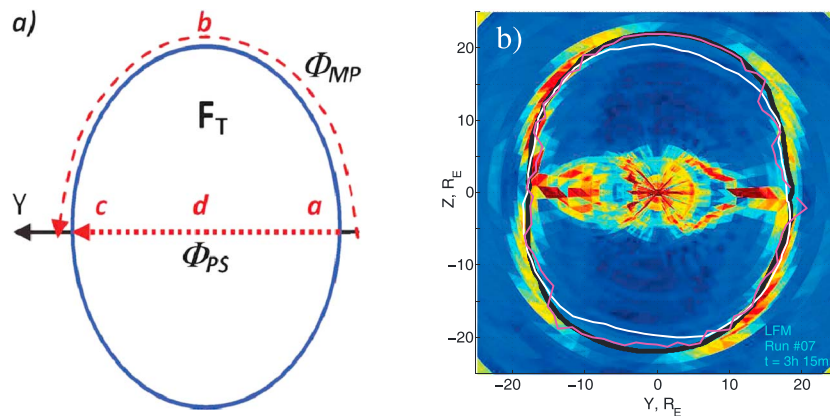 a)
b
Φ_MP
F_T
Y
c
d
a
Φ_PS
b)
20
10
0
−10
−20
Z, R_E
LFM
Run #07
t = 3h 15m
−20
−10
0
10
20
Y, R_E